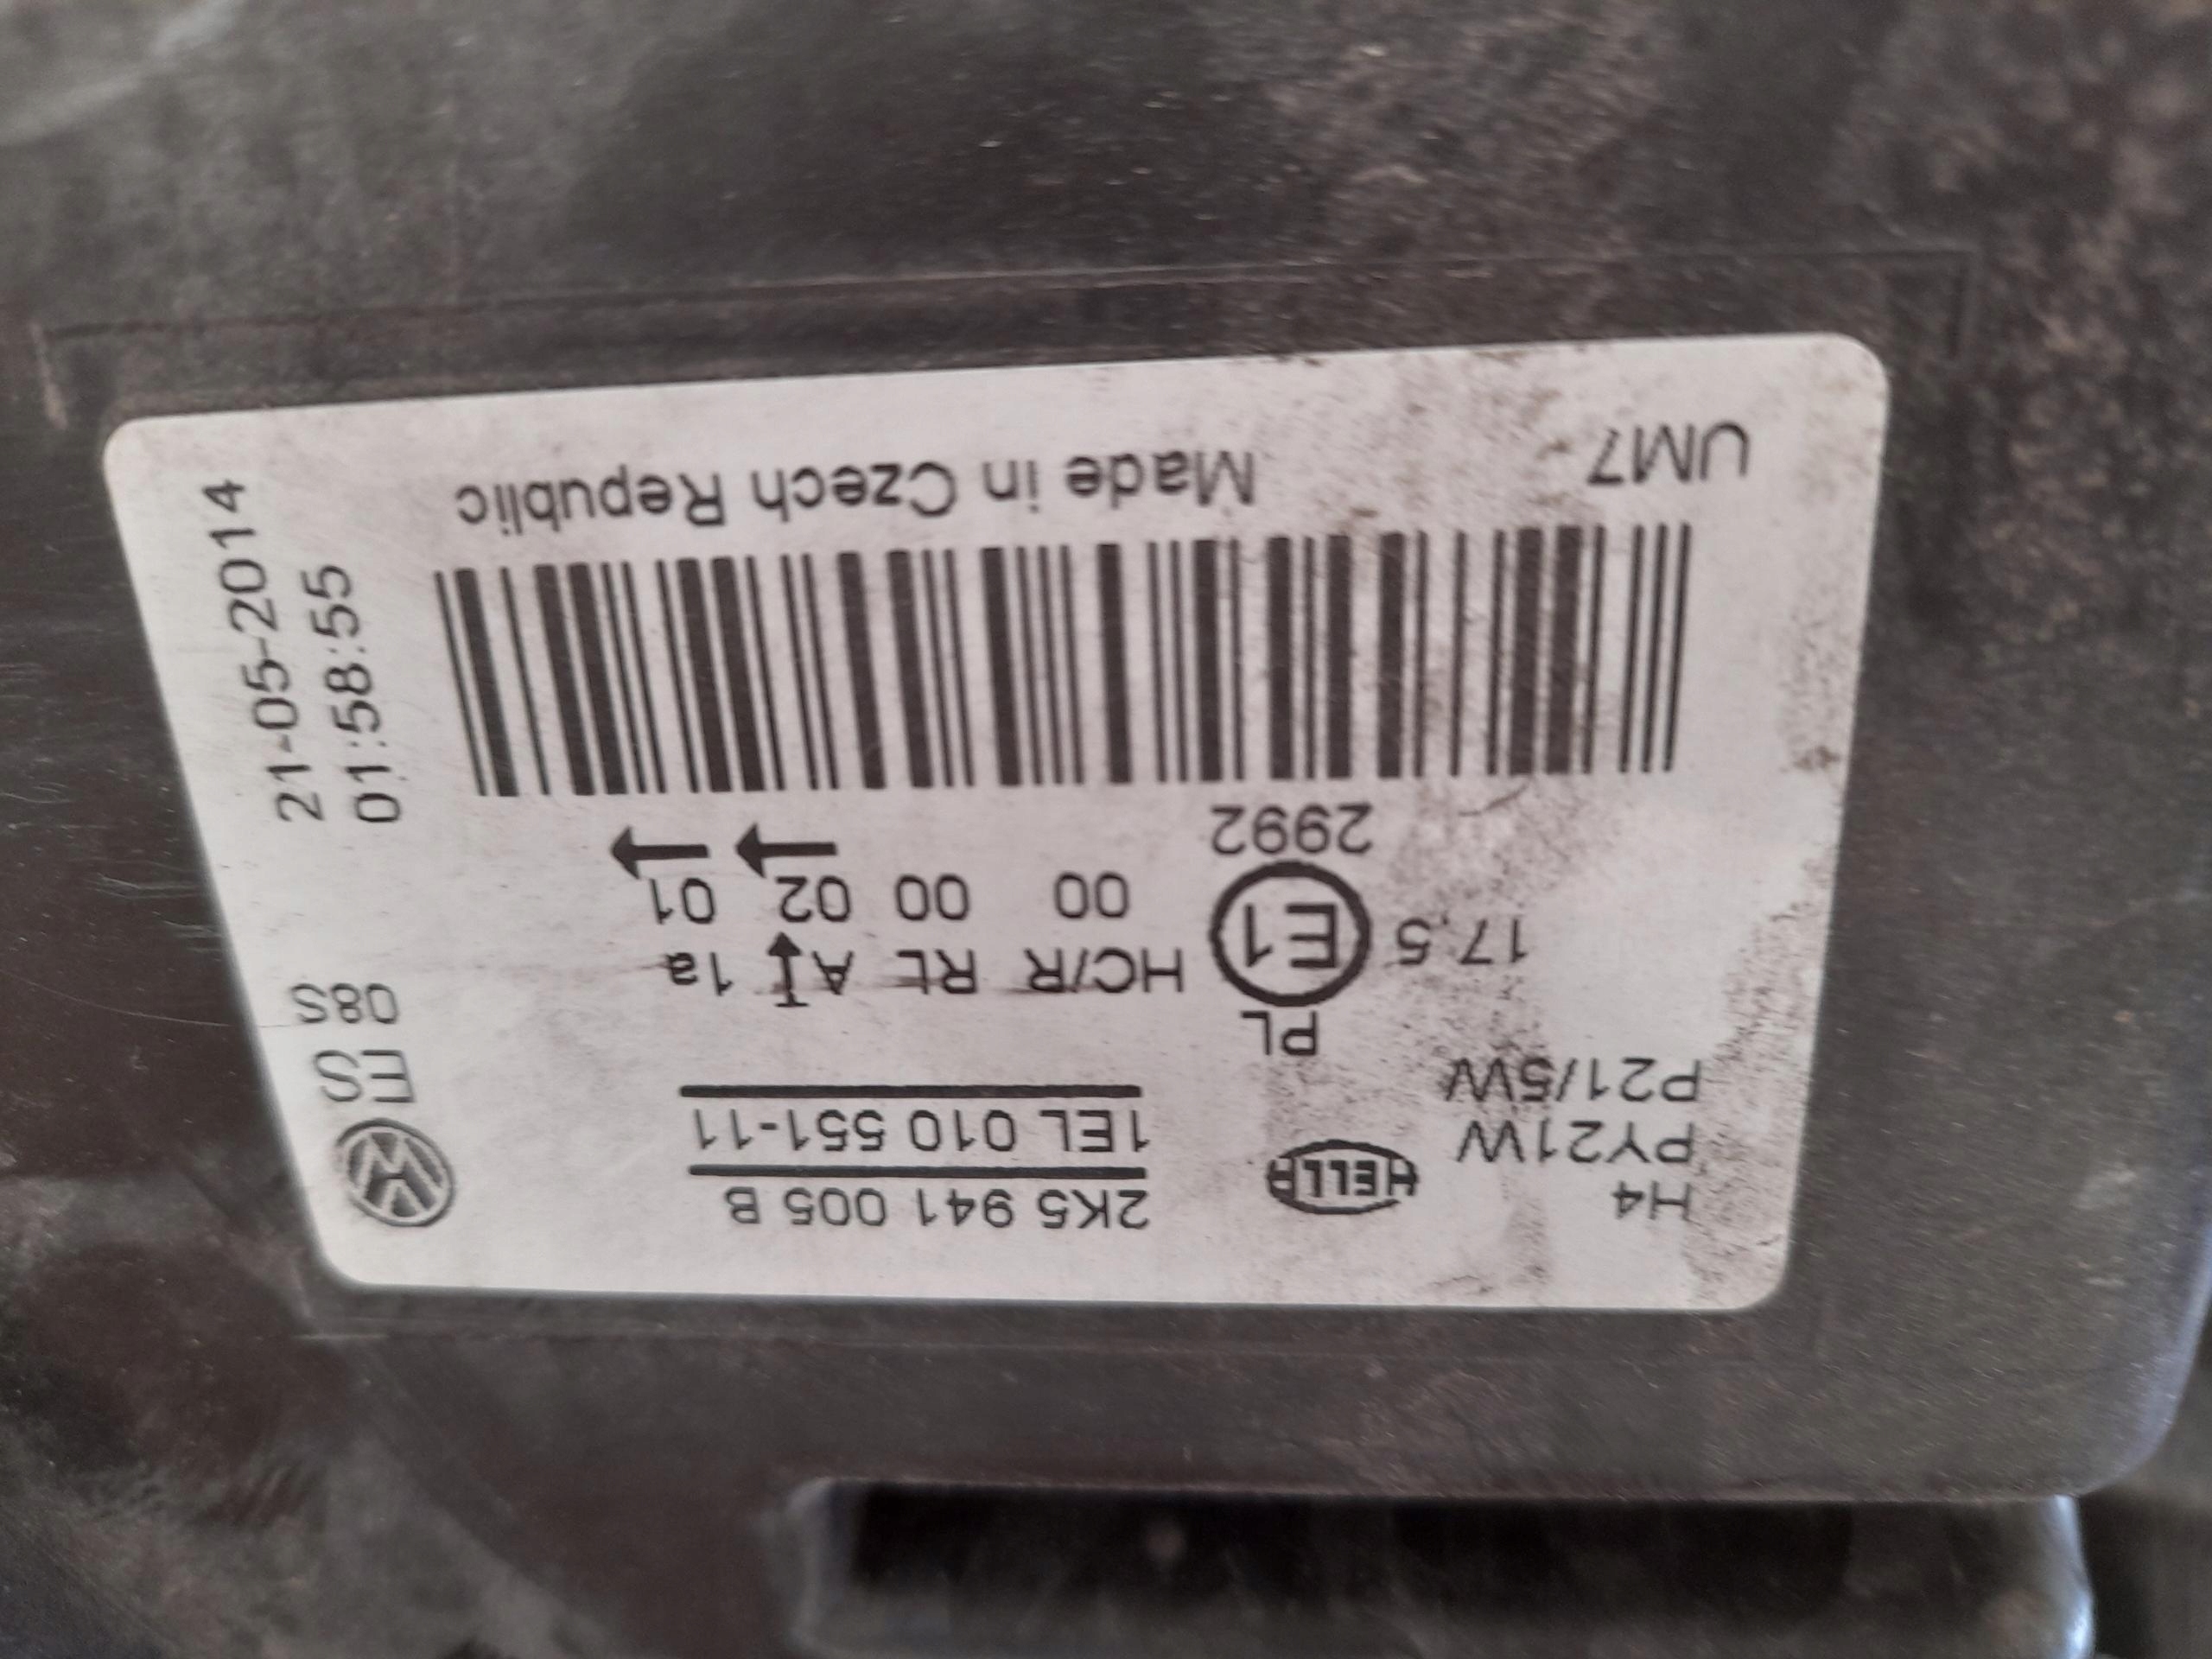 H4
PY21W
P21/5W
HELLA
2K5 941 005 B
1EL 010 551-11
ES
08S
PL
17,5 E1 HC/R RL A 1a
00 00 02 01
2992
21-05-2014
01:58:55
UM7 Made in Czech Republic